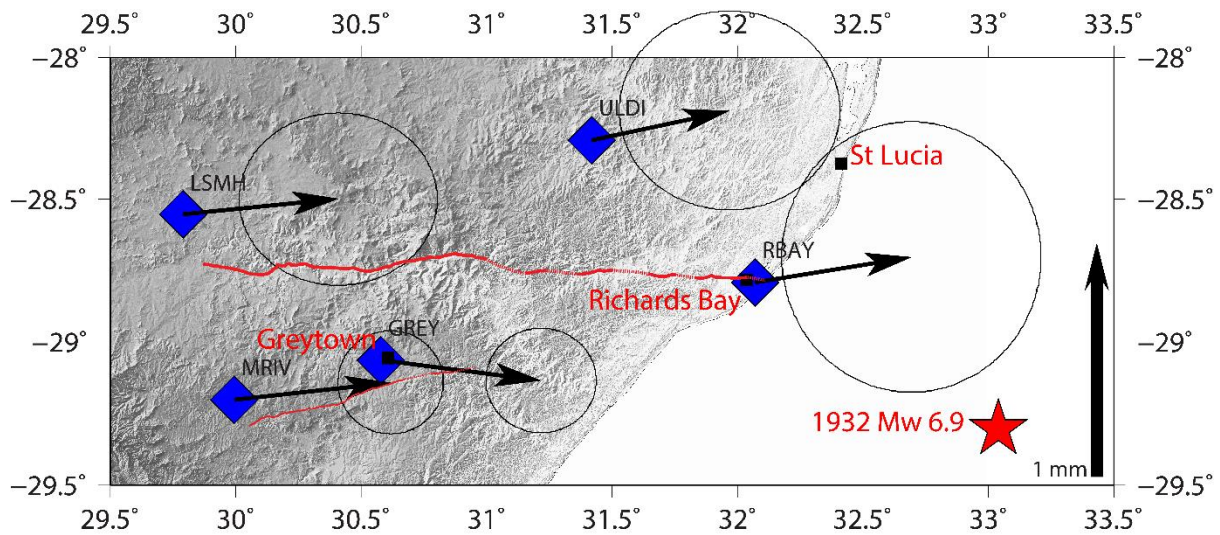 29.5˚ 30˚ 30.5˚ 31˚ 31.5˚ 32˚ 32.5˚ 33˚ 33.5˚
−28˚ −28˚
ULDI
St Lucia
LSMH
−28.5˚ −28.5˚
RBAY
Richards Bay
−29˚ −29˚
GREY
Greytown
MRIV
1932 Mw 6.9
1 mm
−29.5˚ −29.5˚
29.5˚ 30˚ 30.5˚ 31˚ 31.5˚ 32˚ 32.5˚ 33˚ 33.5˚